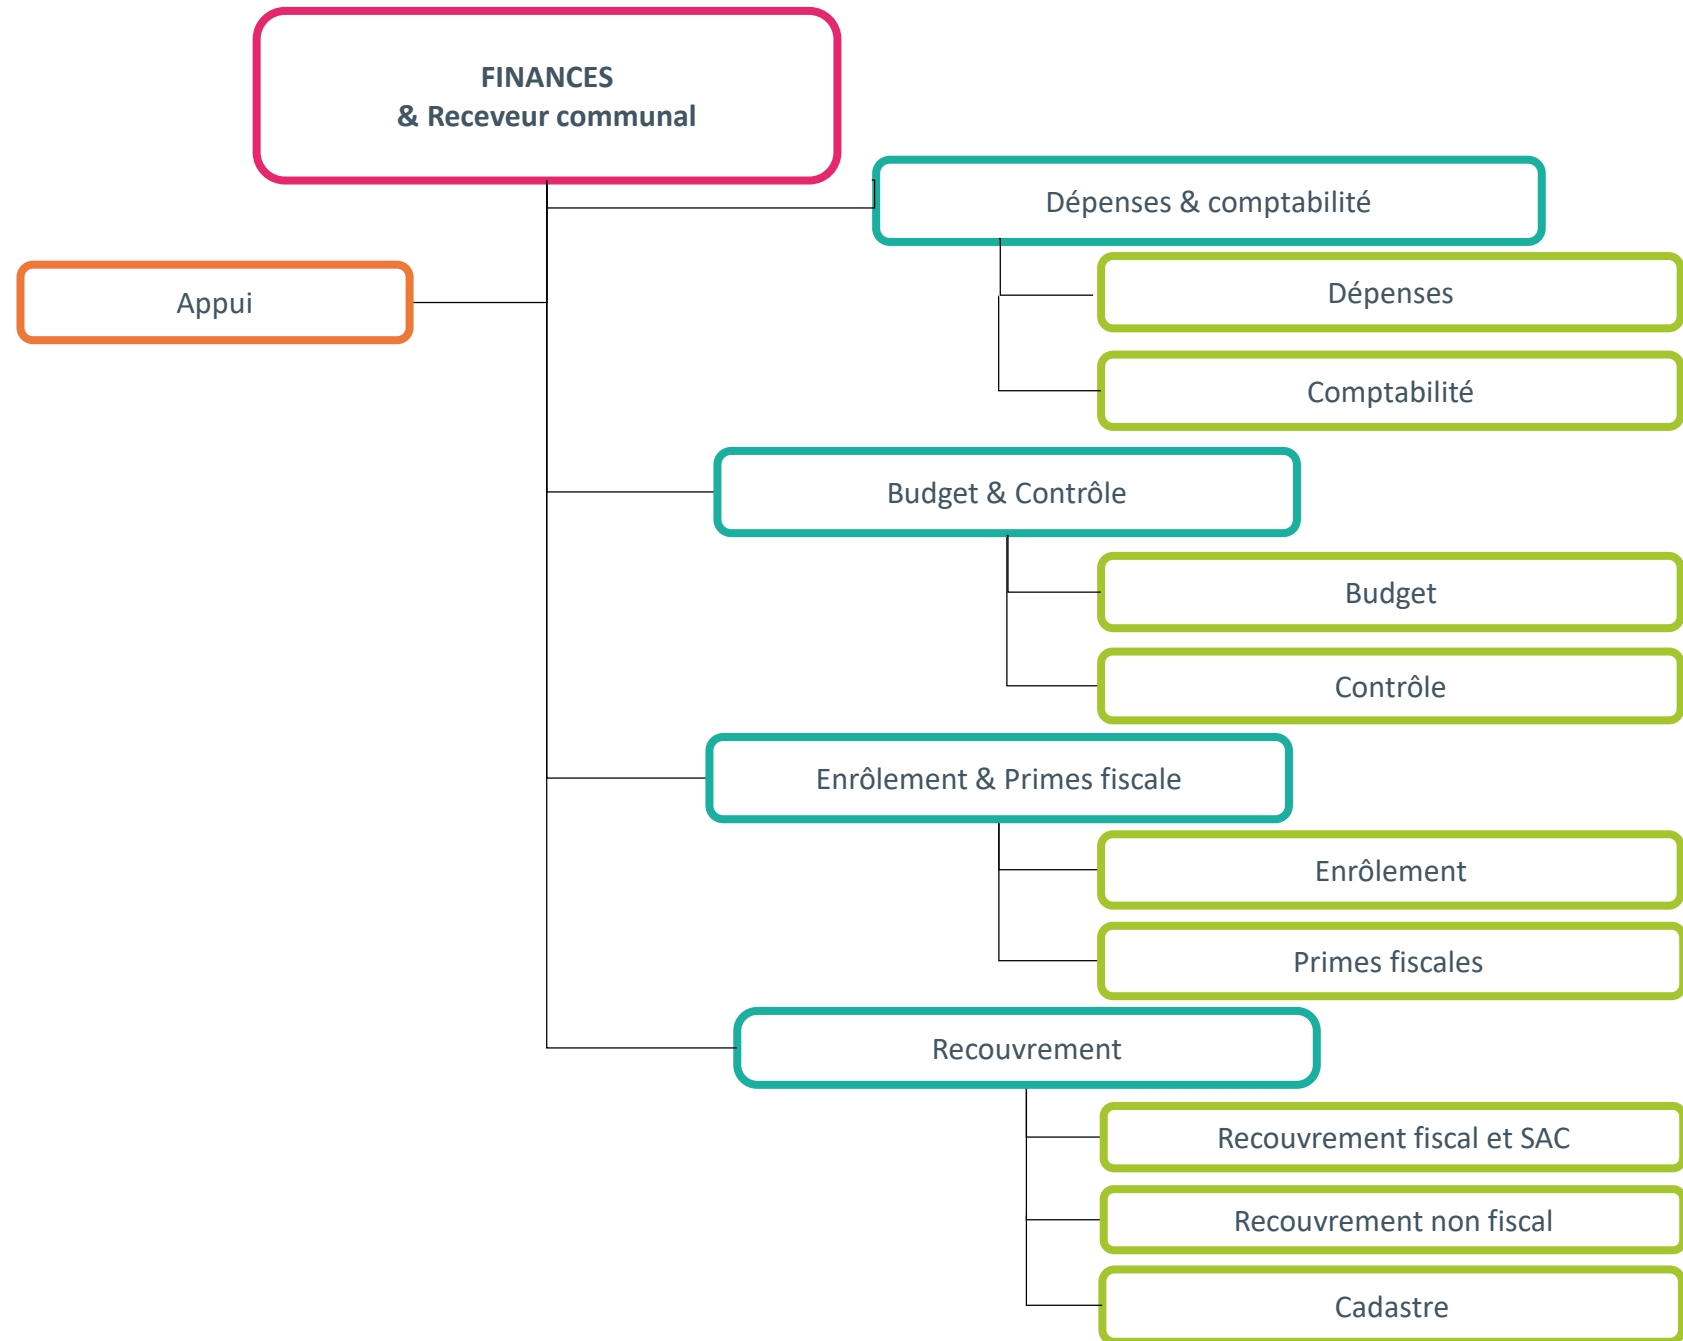 FINANCES
& Receveur communal
Dépenses & comptabilité
Appui
Dépenses
Comptabilité
Budget & Contrôle
Budget
Contrôle
Enrôlement & Primes fiscale
Enrôlement
Primes fiscales
Recouvrement
Recouvrement fiscal et SAC
Recouvrement non fiscal
Cadastre